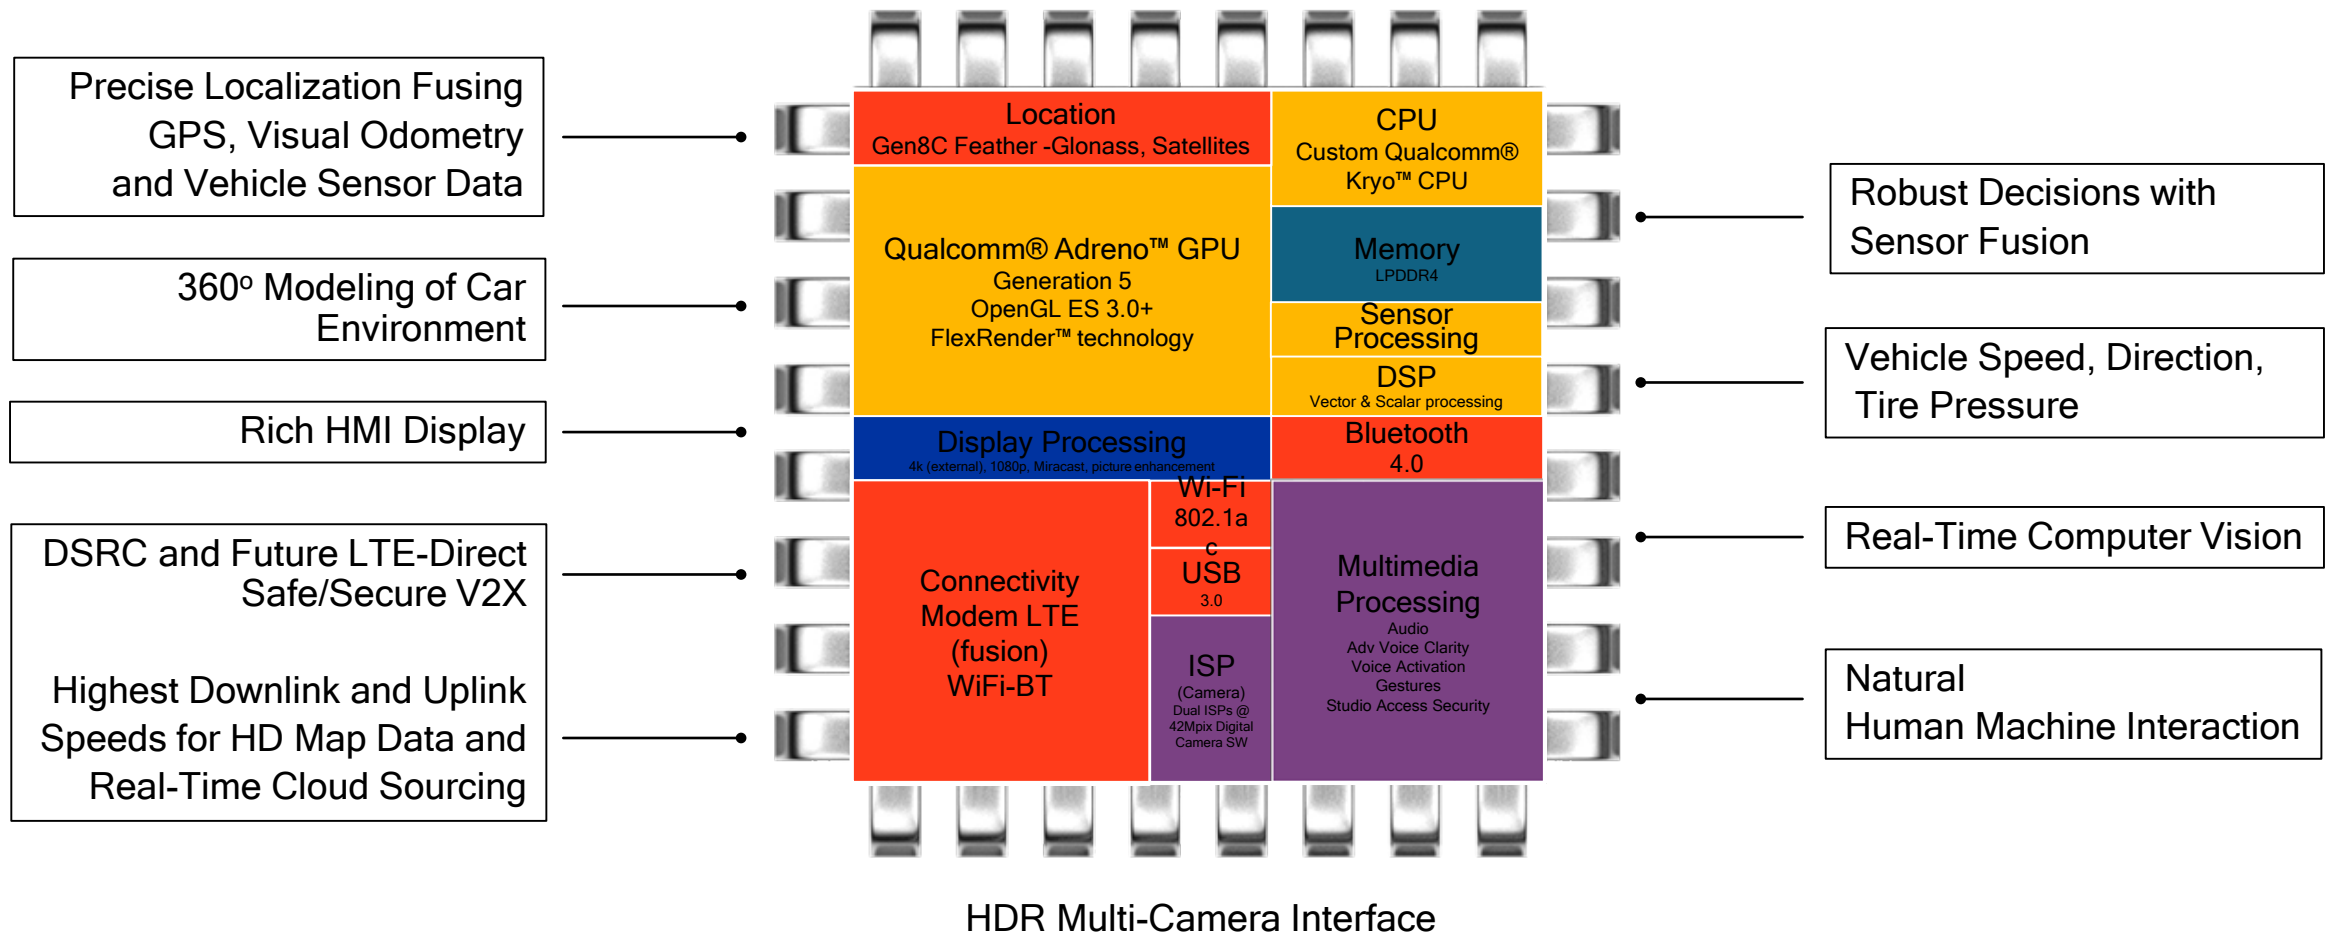 Precise Localization Fusing
GPS, Visual Odometry
and Vehicle Sensor Data
360º Modeling of Car
Environment
Rich HMI Display
DSRC and Future LTE-Direct
Safe/Secure V2X
Highest Downlink and Uplink
Speeds for HD Map Data and
Real-Time Cloud Sourcing
Location
Gen8C Feather -Glonass, Satellites
Qualcomm® Adreno™ GPU
Generation 5
OpenGL ES 3.0+
FlexRender™ technology
Display Processing
4k (external), 1080p, Miracast, picture enhancement
Connectivity
Modem LTE
(fusion)
WiFi-BT
Wi-Fi
802.1a
c
USB
3.0
ISP
(Camera)
Dual ISPs @
42Mpix Digital
Camera SW
CPU
Custom Qualcomm®
Kryo™ CPU
Memory
LPDDR4
Sensor
Processing
DSP
Vector & Scalar processing
Bluetooth
4.0
Multimedia
Processing
Audio
Adv Voice Clarity
Voice Activation
Gestures
Studio Access Security
Robust Decisions with
Sensor Fusion
Vehicle Speed, Direction,
Tire Pressure
Real-Time Computer Vision
Natural
Human Machine Interaction
HDR Multi-Camera Interface